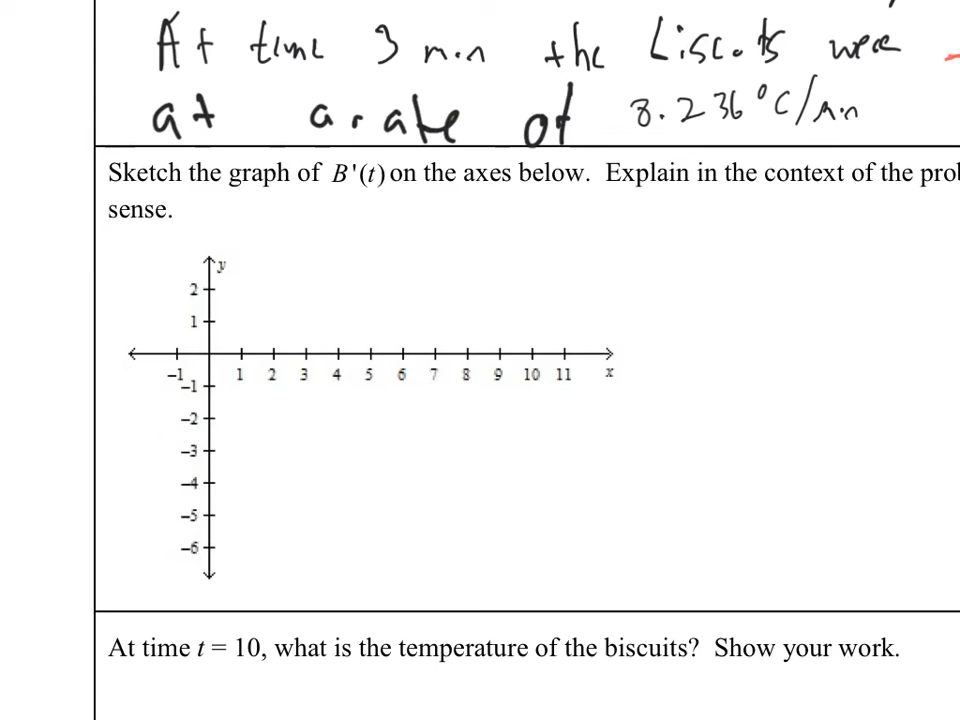 At time 3 min the biscuits were
at a rate of 8.236 °C/min
Sketch the graph of B'(t) on the axes below. Explain in the context of the
sense.
y
2
1
-1 1 2 3 4 5 6 7 8 9 10 11 x
-1
-2
-3
-4
-5
-6
At time t = 10, what is the temperature of the biscuits? Show your work.